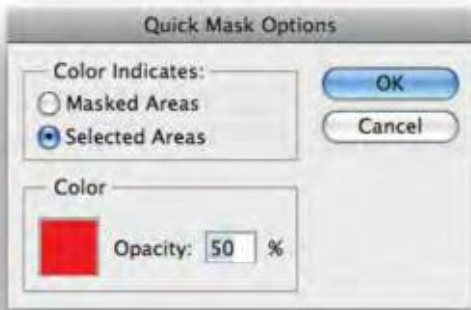 Quick Mask Options
Color Indicates:
Masked Areas
Selected Areas
OK
Cancel
Color
Opacity: 50 %